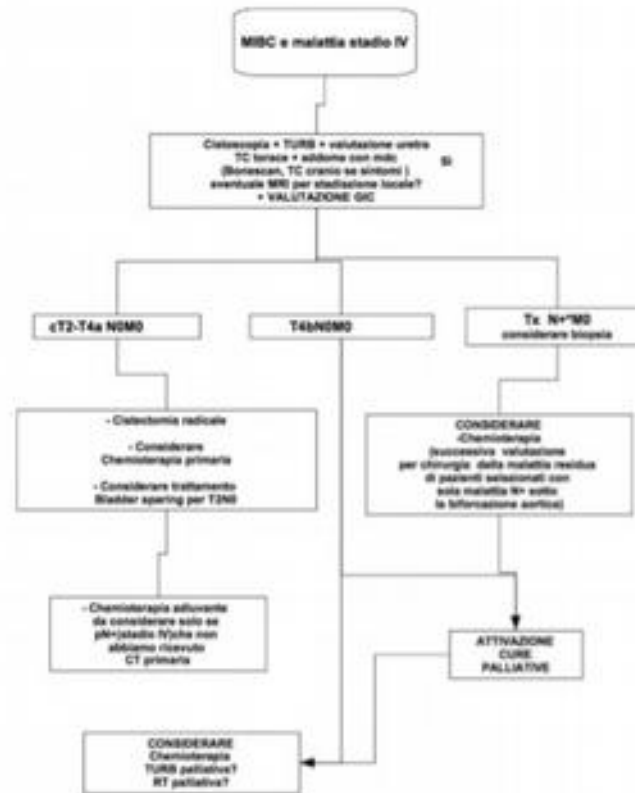 MIBC e malattia stadio IV
Cistoscopia + TURB + valutazione uretra
TC torace + addome con mdc
Si
(Bonescan, TC cranio se sintomi )
eventuale MRI per stadiazione locale?
+ VALUTAZIONE GIC
cT2-T4a N0M0
T4bN0M0
Tx N+*M0
considerare biopsia
- Cistectomia radicale
- Considerare
Chemioterapia primaria
- Considerare trattamento
Bladder sparing per T2N0
CONSIDERARE
-Chemioterapia
(successiva valutazione
per chirurgia della malattia residua
di pazienti selezionati con
sola malattia N+ sotto
la biforcazione aortica)
- Chemioterapia adiuvante
da considerare solo se
pN+(stadio IV)che non
abbiamo ricevuto
CT primaria
ATTIVAZIONE
CURE
PALLIATIVE
CONSIDERARE
Chemioterapia
TURB palliativa?
RT palliativa?